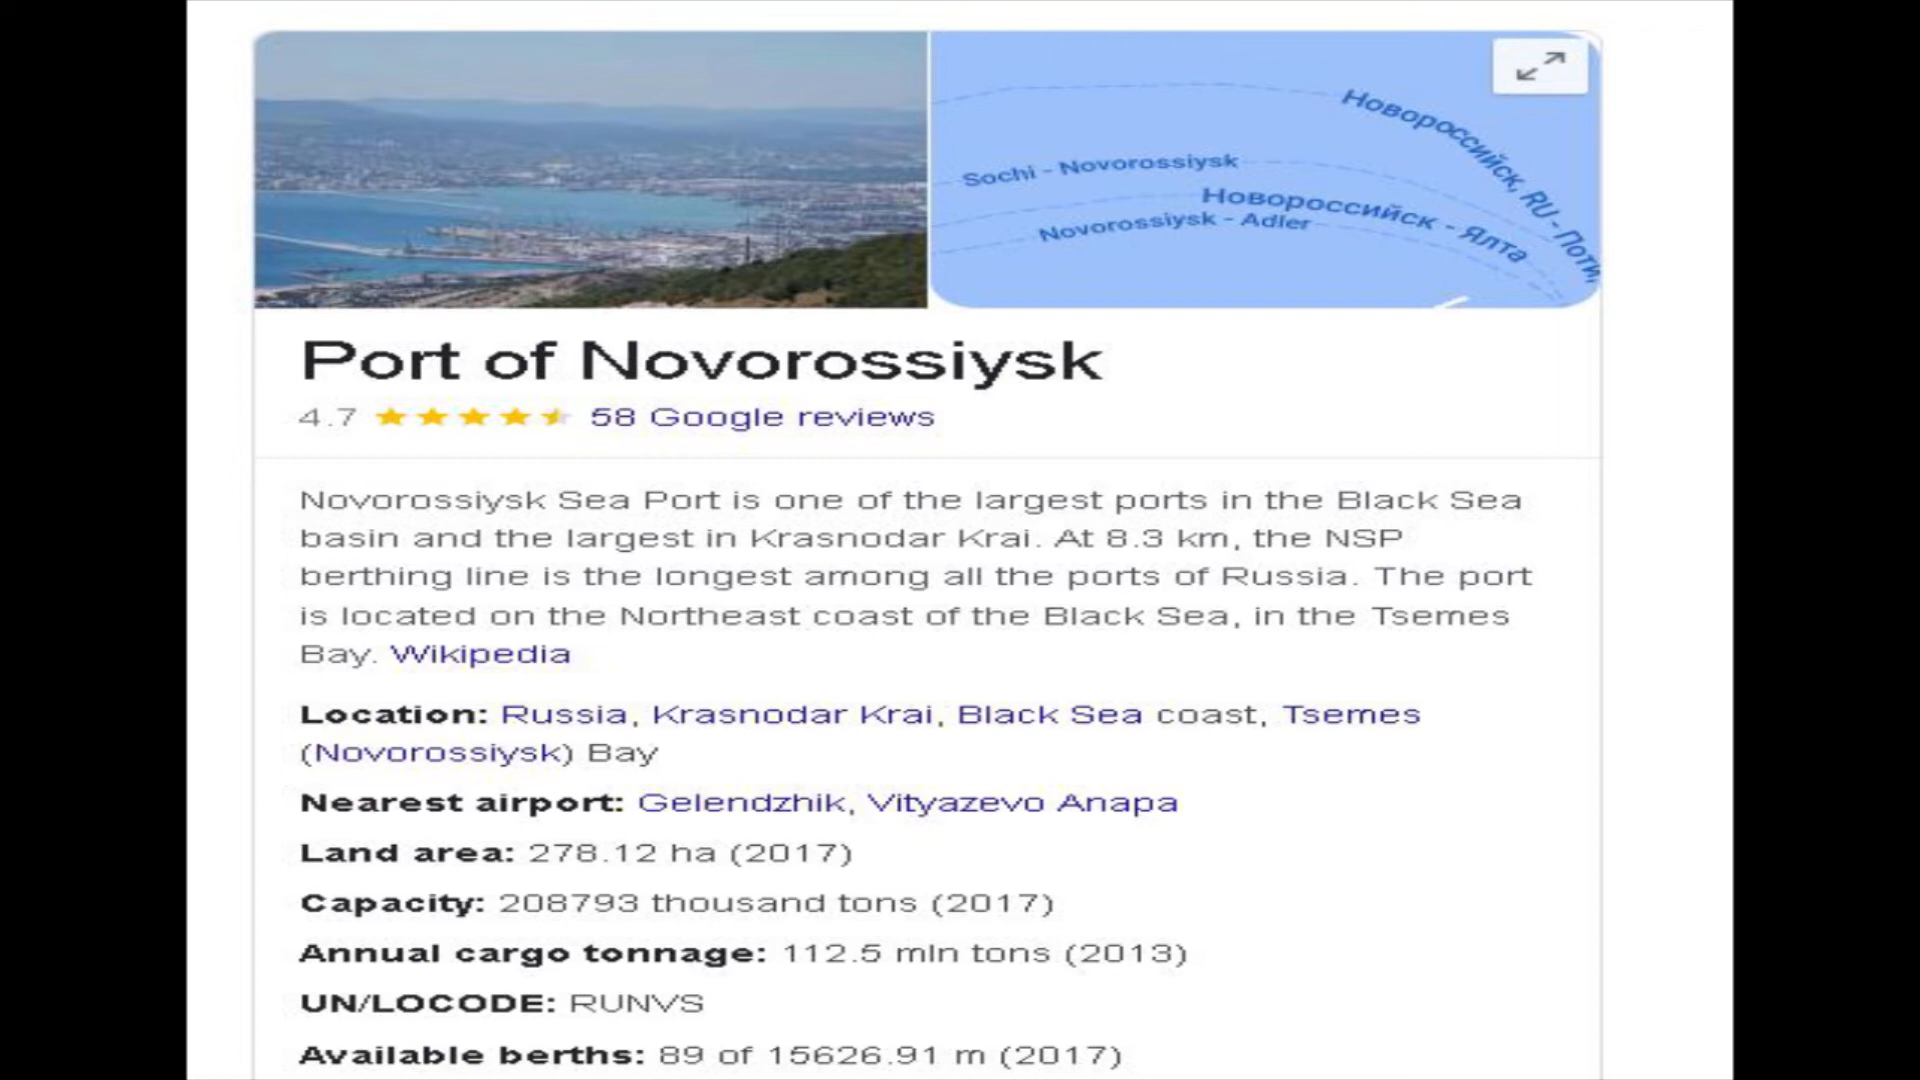 Новороссийск, RU - Поти,
Sochi - Novorossiysk
Новороссийск - Ялта
Novorossiysk - Adler
Port of Novorossiysk
4.7 58 Google reviews
Novorossiysk Sea Port is one of the largest ports in the Black Sea
basin and the largest in Krasnodar Krai. At 8.3 km, the NSP
berthing line is the longest among all the ports of Russia. The port
is located on the Northeast coast of the Black Sea, in the Tsemes
Bay. Wikipedia
Location: Russia, Krasnodar Krai, Black Sea coast, Tsemes
(Novorossiysk) Bay
Nearest airport: Gelendzhik, Vityazevo Anapa
Land area: 278.12 ha (2017)
Capacity: 208793 thousand tons (2017)
Annual cargo tonnage: 112.5 mln tons (2013)
UN/LOCODE: RUNVS
Available berths: 89 of 15626.91 m (2017)